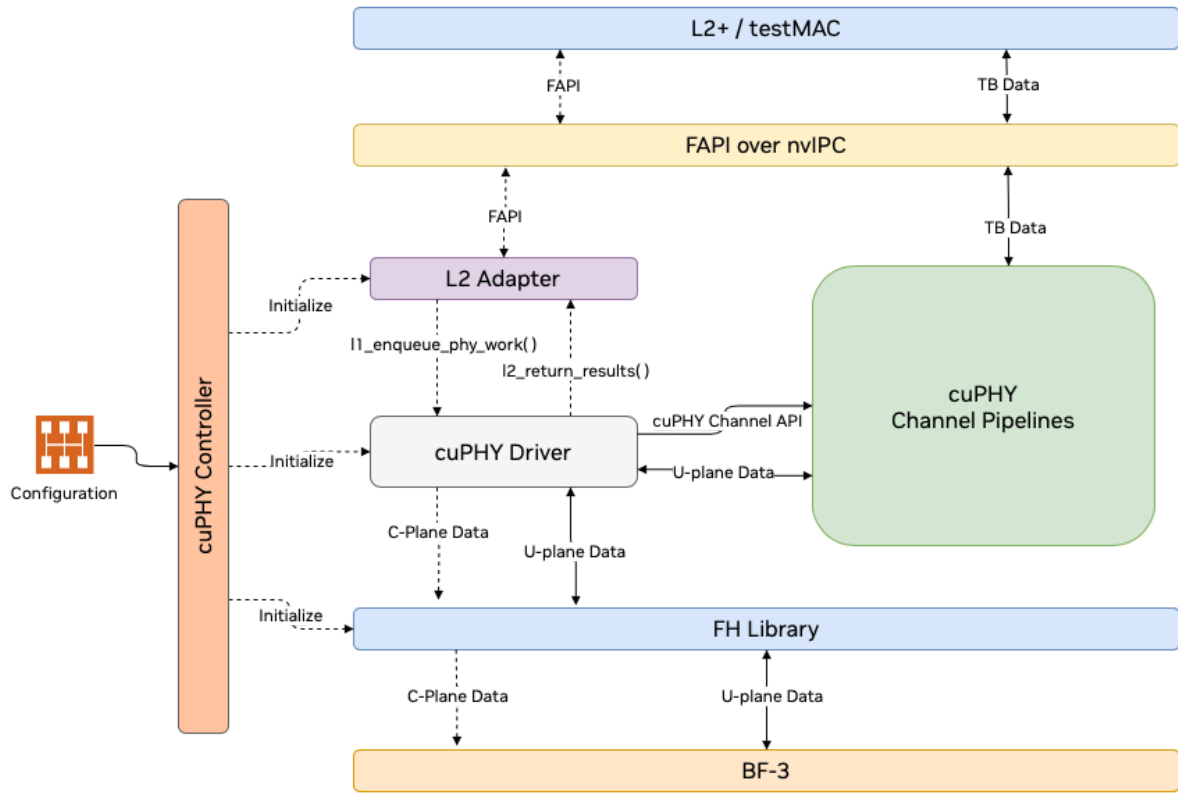 L2+ / testMAC
FAPI
TB Data
FAPI over nvIPC
FAPI
TB Data
L2 Adapter
Initialize
l1_enqueue_phy_work( )
l2_return_results( )
cuPHY Controller
cuPHY
Channel Pipelines
cuPHY Channel API
cuPHY Driver
Initialize
U-plane Data
Configuration
C-Plane Data
U-plane Data
Initialize
FH Library
C-Plane Data
U-plane Data
BF-3